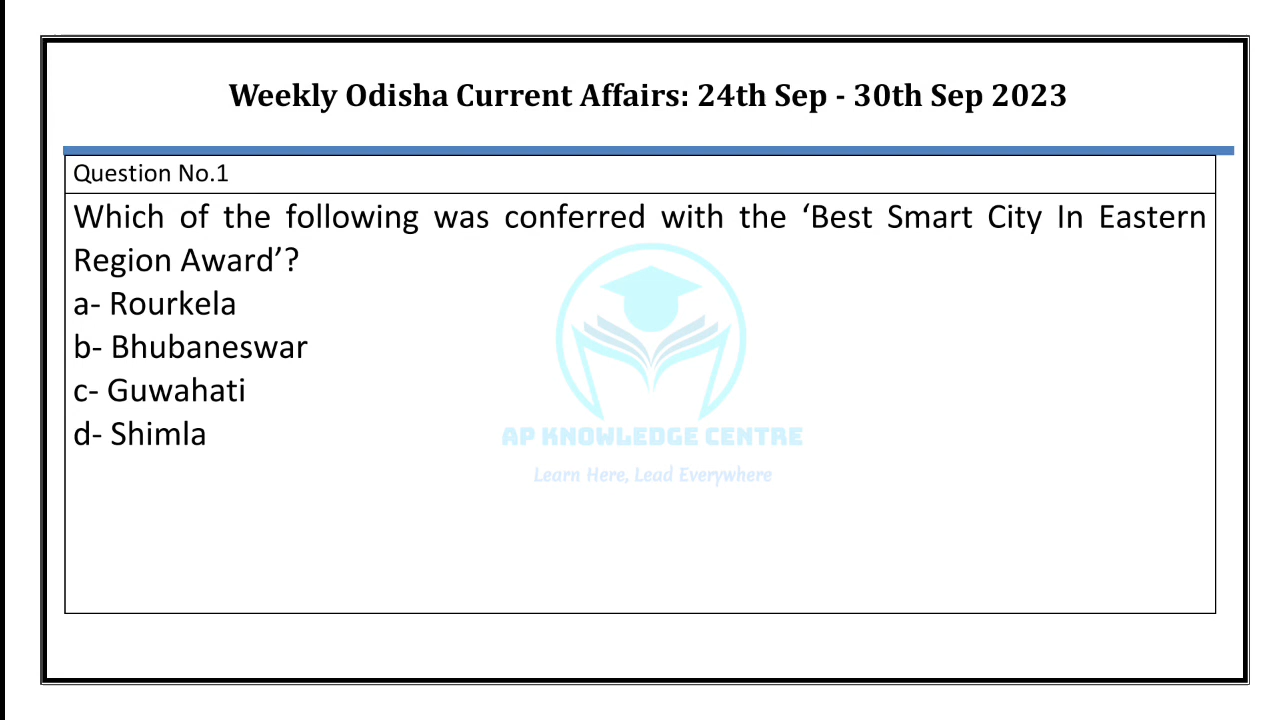 Weekly Odisha Current Affairs: 24th Sep - 30th Sep 2023
Question No.1
Which of the following was conferred with the ‘Best Smart City In Eastern
Region Award’?
a- Rourkela
b- Bhubaneswar
c- Guwahati
d- Shimla
AP KNOWLEDGE CENTRE
Learn Here, Lead Everywhere